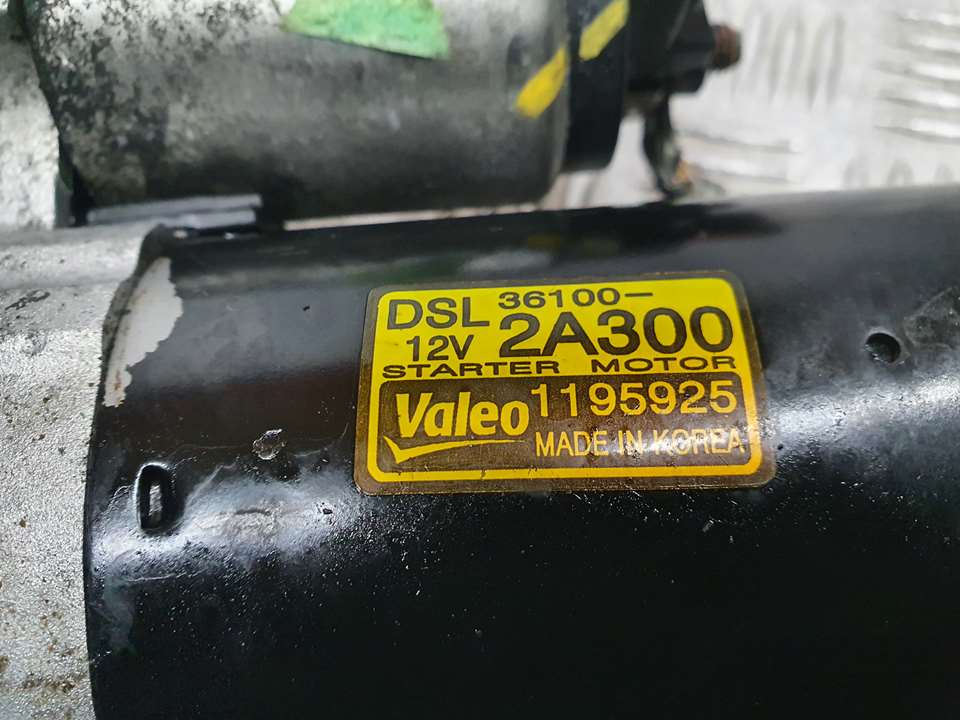 DSL 36100-
12V 2A300
STARTER MOTOR
Valeo 1195925
MADE IN KOREA